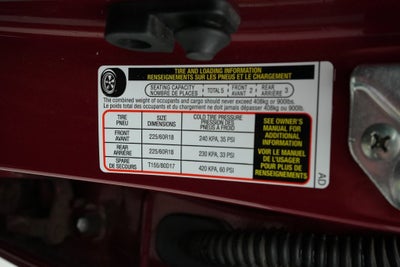 TIRE AND LOADING INFORMATION
RENSEIGNEMENTS SUR LES PNEUS ET LE CHARGEMENT
SEATING CAPACITY
NOMBRE DE PLACES
TOTAL 5
FRONT
AVANT 2
REAR
ARRIÈRE 3
The combined weight of occupants and cargo should never exceed 408kg or 900lbs.
Le poids total des occupants et du chargement ne doit jamais dépasser 408kg ou 900lb.
TIRE
PNEU
SIZE
DIMENSIONS
COLD TIRE PRESSURE
PRESSION DES
PNEUS À FROID
FRONT
AVANT
225/60R18
240 KPA, 35 PSI
REAR
ARRIÈRE
225/60R18
230 KPA, 33 PSI
SPARE
DE SECOURS
T155/80D17
420 KPA, 60 PSI
SEE OWNER'S
MANUAL FOR
ADDITIONAL
INFORMATION
VOIR LE MANUEL
DE L'USAGER
POUR PLUS DE
RENSEIGNEMENTS
AD